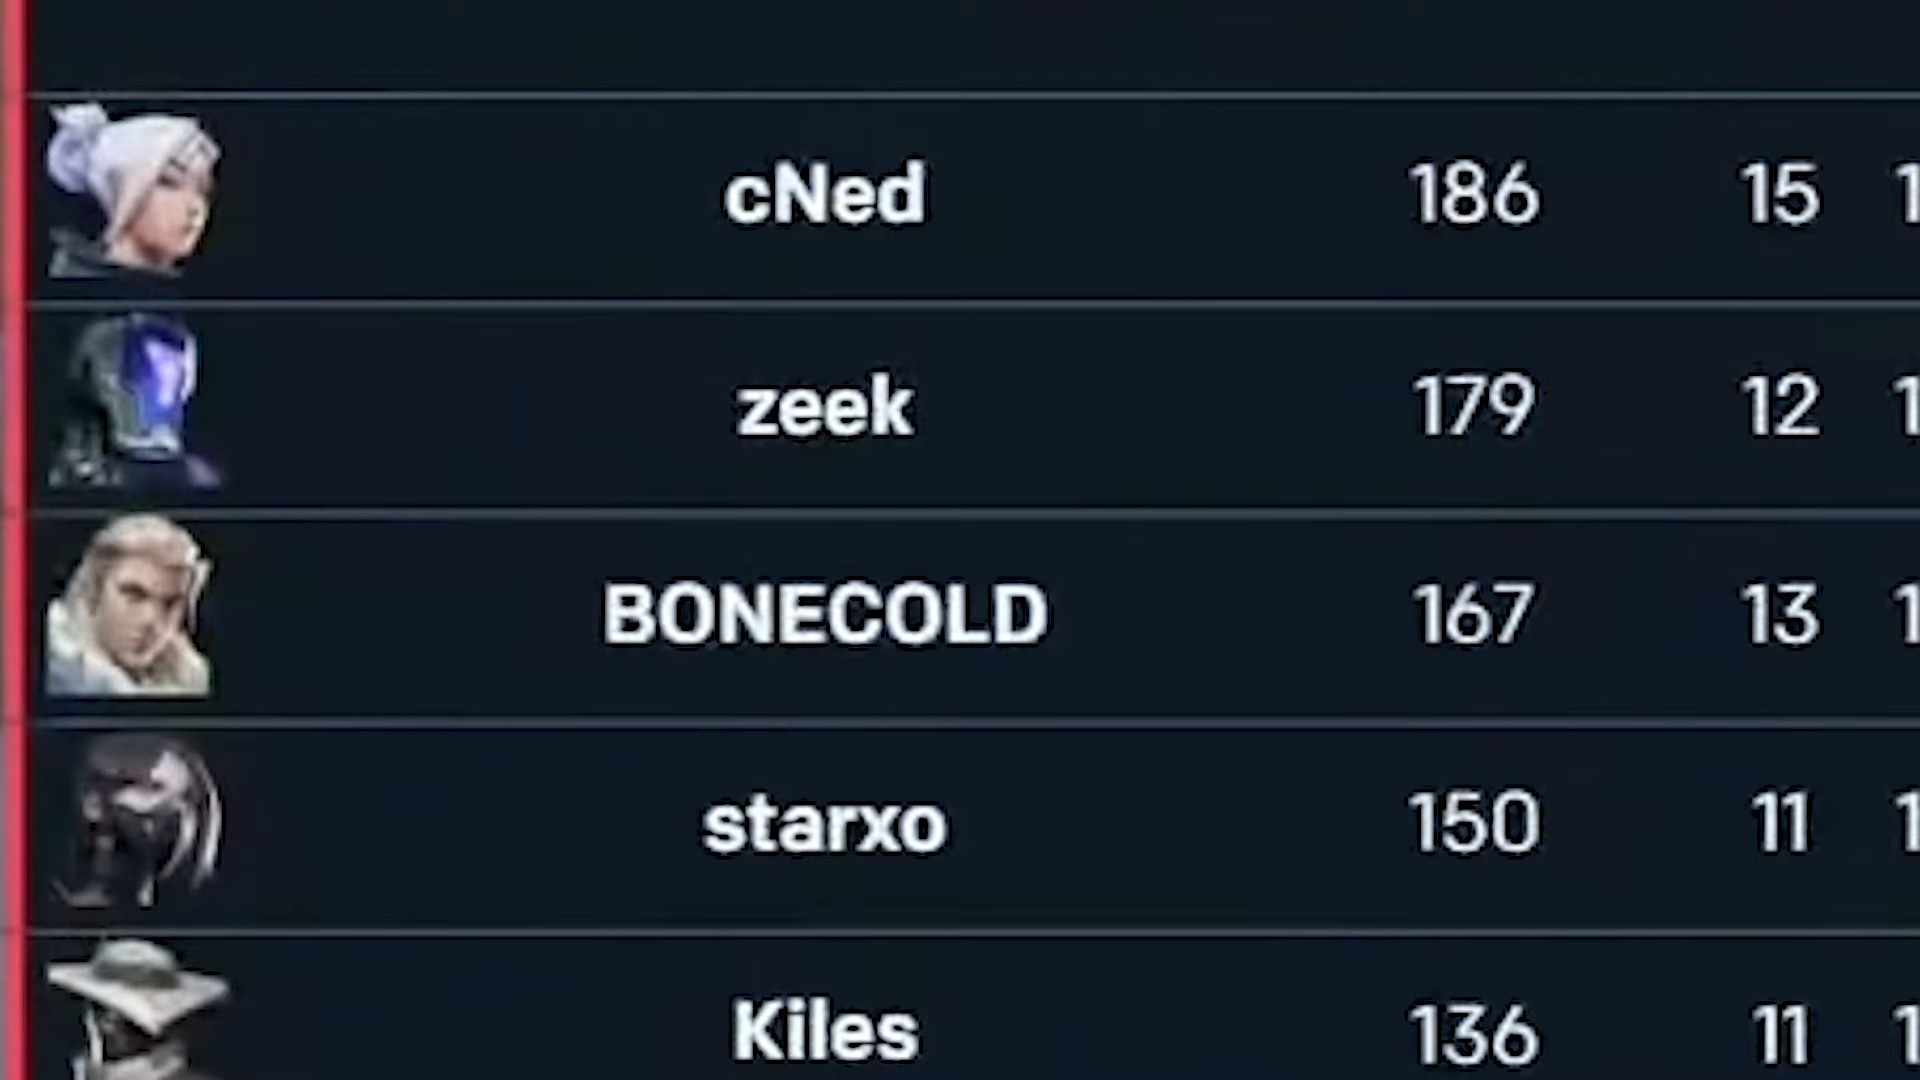 cNed 186 15
zeek 179 12
BONECOLD 167 13
starxo 150 11
Kiles 136 11